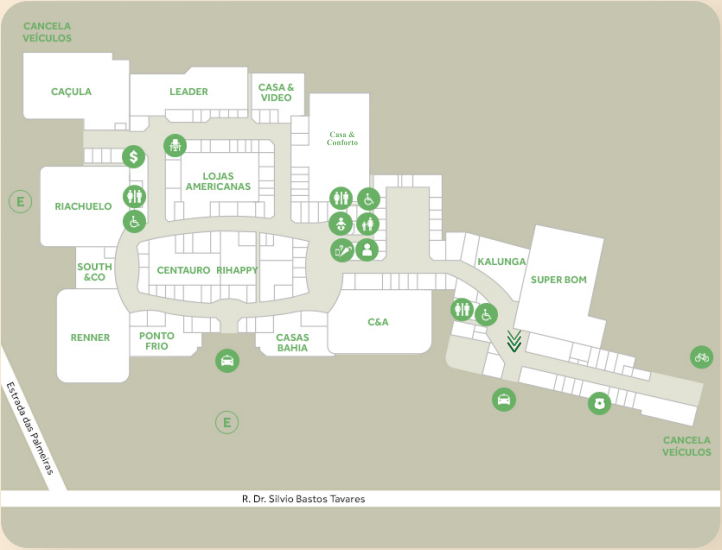 CANCELA
VEÍCULOS
CAÇULA
LEADER
CASA &
VIDEO
Casa &
Conforto
$
LOJAS
AMERICANAS
E
RIACHUELO
SOUTH
&CO
CENTAURO
RIHAPPY
KALUNGA
SUPER BOM
RENNER
PONTO
FRIO
CASAS
BAHIA
C&A
E
CANCELA
VEÍCULOS
Estrada das Palmeiras
R. Dr. Silvio Bastos Tavares